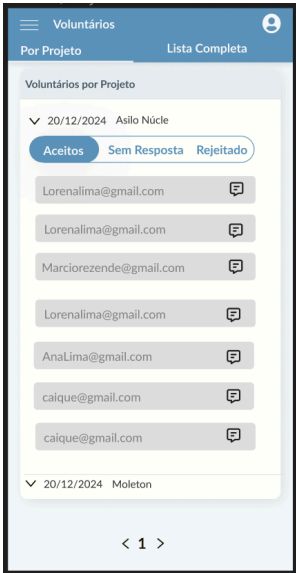 Voluntários
Por Projeto Lista Completa
Voluntários por Projeto
20/12/2024 Asilo Núcle
Aceitos Sem Resposta Rejeitado
Lorenalima@gmail.com
Lorenalima@gmail.com
Marciorezende@gmail.com
Lorenalima@gmail.com
AnaLima@gmail.com
caique@gmail.com
caique@gmail.com
20/12/2024 Moleton
< 1 >